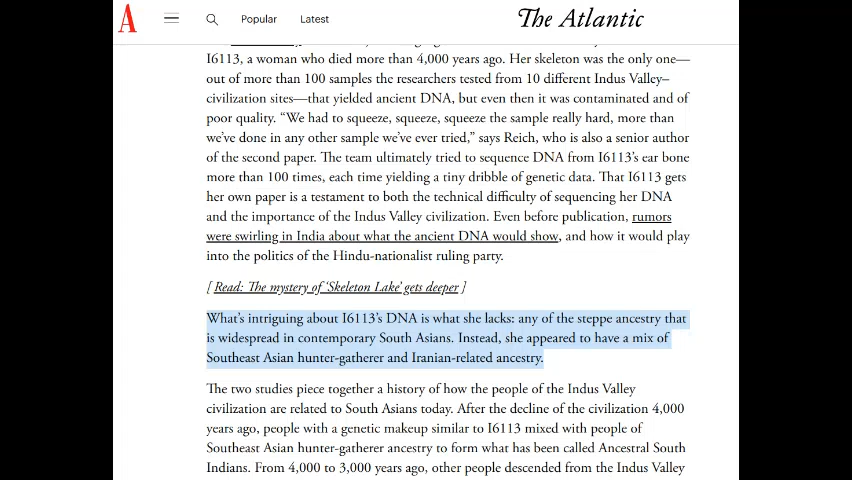 A
Popular
Latest
The Atlantic
I6113, a woman who died more than 4,000 years ago. Her skeleton was the only one—
out of more than 100 samples the researchers tested from 10 different Indus Valley–
civilization sites—that yielded ancient DNA, but even then it was contaminated and of
poor quality. “We had to squeeze, squeeze, squeeze the sample really hard, more than
we’ve done in any other sample we’ve ever tried,” says Reich, who is also a senior author
of the second paper. The team ultimately tried to sequence DNA from I6113’s ear bone
more than 100 times, each time yielding a tiny dribble of genetic data. That I6113 gets
her own paper is a testament to both the technical difficulty of sequencing her DNA
and the importance of the Indus Valley civilization. Even before publication, rumors
were swirling in India about what the ancient DNA would show, and how it would play
into the politics of the Hindu-nationalist ruling party.
[ Read: The mystery of ‘Skeleton Lake’ gets deeper ]
What’s intriguing about I6113’s DNA is what she lacks: any of the steppe ancestry that
is widespread in contemporary South Asians. Instead, she appeared to have a mix of
Southeast Asian hunter-gatherer and Iranian-related ancestry.
The two studies piece together a history of how the people of the Indus Valley
civilization are related to South Asians today. After the decline of the civilization 4,000
years ago, people with a genetic makeup similar to I6113 mixed with people of
Southeast Asian hunter-gatherer ancestry to form what has been called Ancestral South
Indians. From 4,000 to 3,000 years ago, other people descended from the Indus Valley